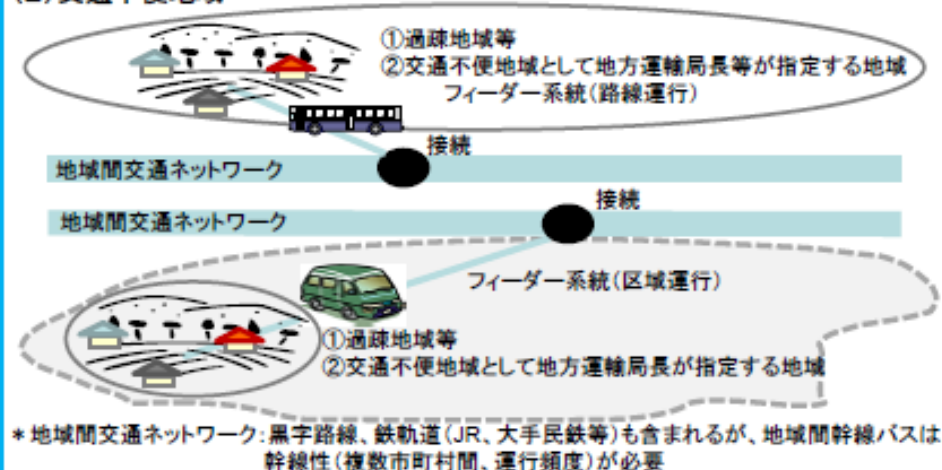 ①過疎地域等
②交通不便地域として地方運輸局長等が指定する地域
フィーダー系統(路線運行)
接続
地域間交通ネットワーク
接続
地域間交通ネットワーク
フィーダー系統(区域運行)
①過疎地域等
②交通不便地域として地方運輸局長が指定する地域
*地域間交通ネットワーク:黒字路線、鉄軌道(JR、大手民鉄等)も含まれるが、地域間幹線バスは
幹線性(複数市町村間、運行頻度)が必要